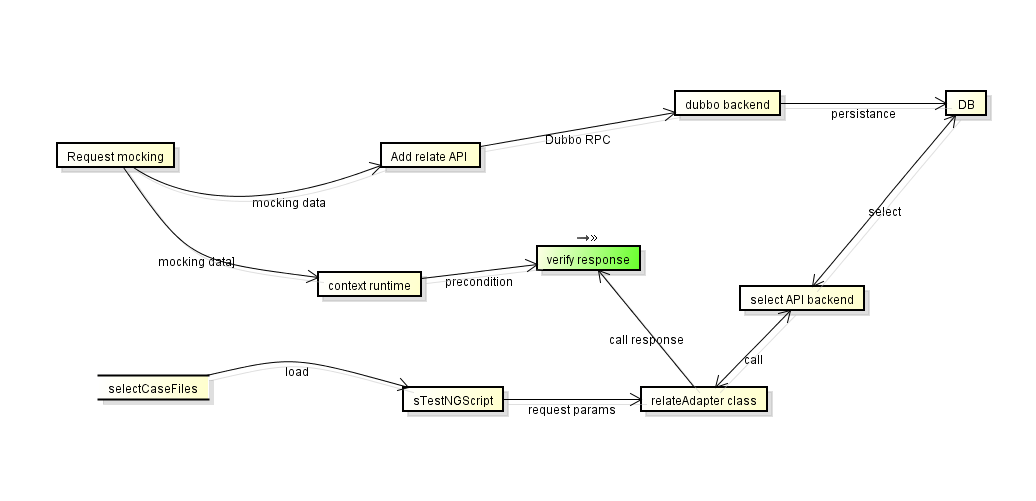 dubbo backend
DB
persistance
Dubbo RPC
Request mocking
Add relate API
mocking data
select
verify response
mocking data]
context runtime
precondition
select API backend
call response
call
load
selectCaseFiles
sTestNGScript
request params
relateAdapter class